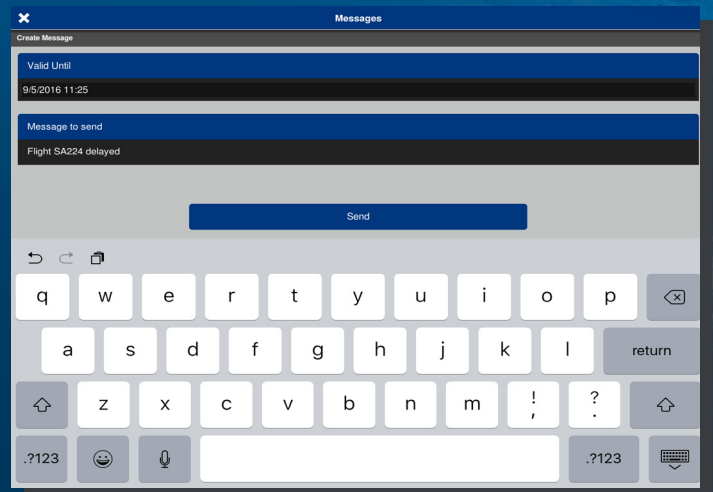 Messages
Create Message
Valid Until
9/5/2016 11:25
Message to send
Flight SA224 delayed
Send
q w e r t y u i o p
a s d f g h j k l return
z x c v b n m ! , ? .
.?123 .?123